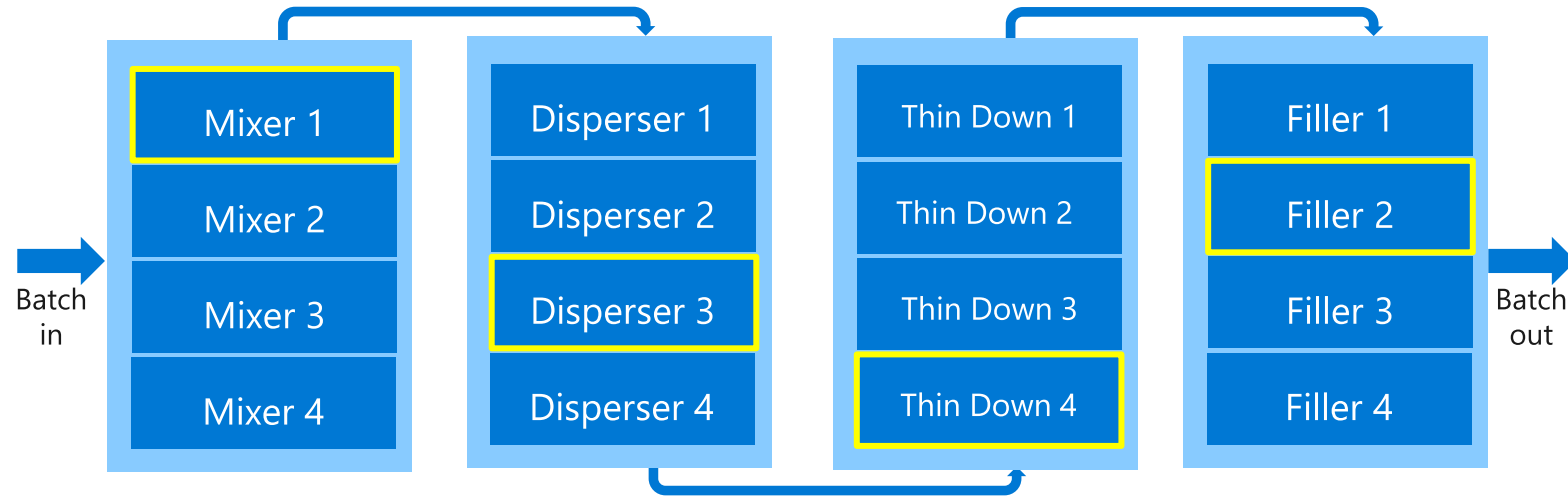 Batch
in
Mixer 1
Mixer 2
Mixer 3
Mixer 4
Disperser 1
Disperser 2
Disperser 3
Disperser 4
Thin Down 1
Thin Down 2
Thin Down 3
Thin Down 4
Filler 1
Filler 2
Filler 3
Filler 4
Batch
out